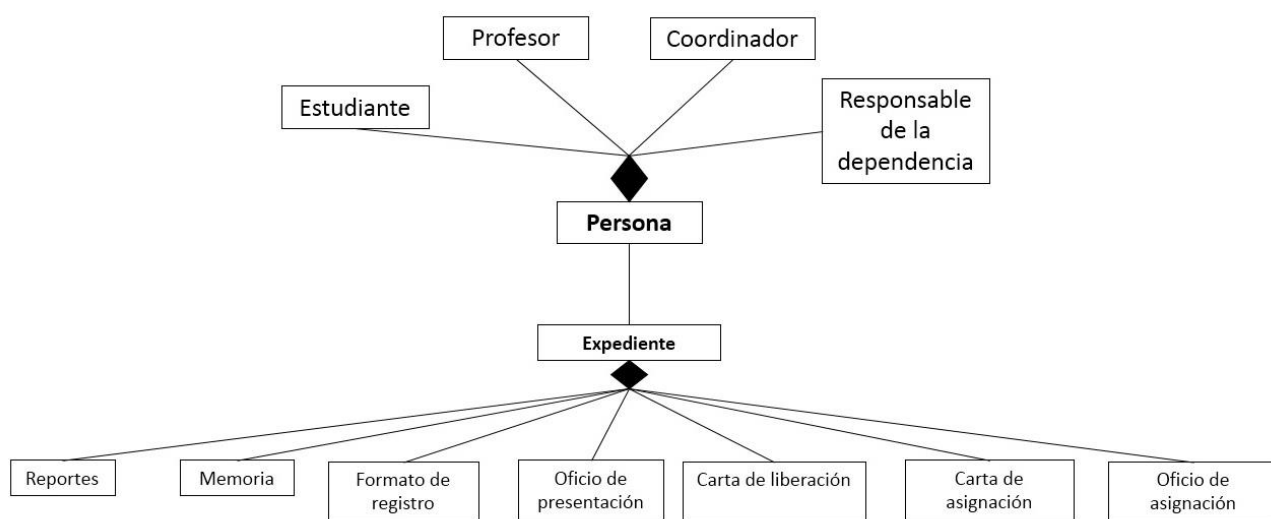 Profesor
Coordinador
Estudiante
Responsable
de la
dependencia
Persona
Expediente
Reportes
Memoria
Formato de
registro
Oficio de
presentación
Carta de liberación
Carta de
asignación
Oficio de
asignación